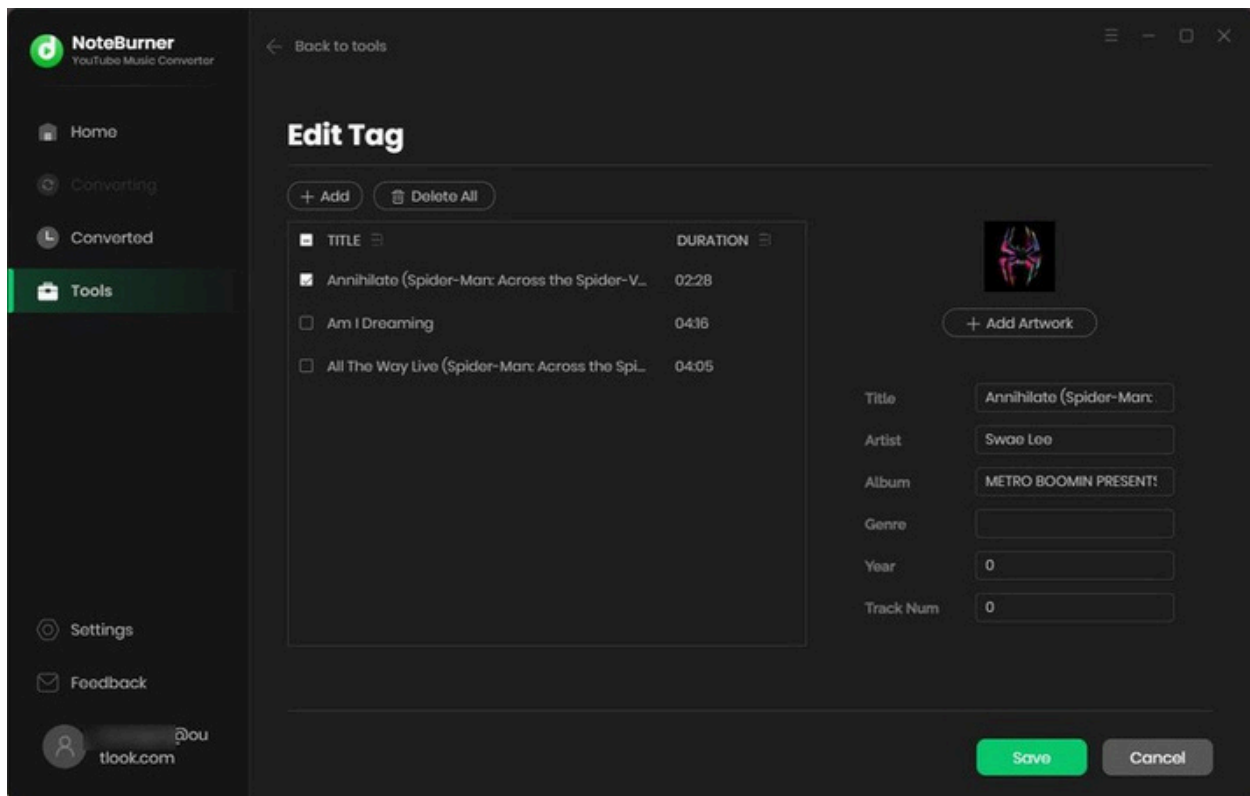 NoteBurner
YouTube Music Converter
Back to tools
Home
Converting
Converted
Tools
Settings
Feedback
@ou
tlook.com
Edit Tag
+ Add
Delete All
TITLE
DURATION
Annihilate (Spider-Man: Across the Spider-V... 02:28
Am I Dreaming 04:16
All The Way Live (Spider-Man: Across the Spi... 04:05
+ Add Artwork
Title Annihilate (Spider-Man:
Artist Swae Lee
Album METRO BOOMIN PRESENTS
Genre
Year 0
Track Num 0
Save
Cancel